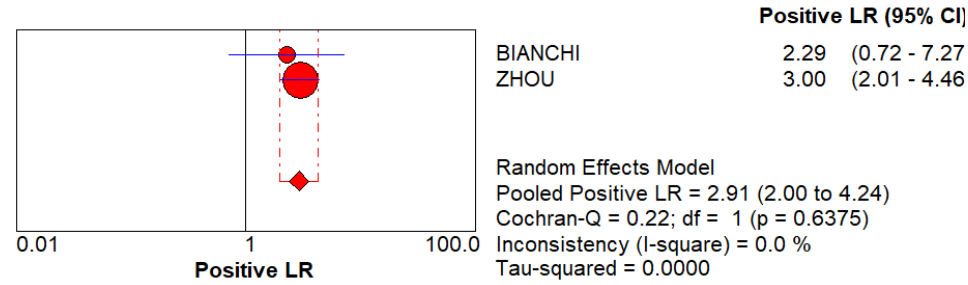 Positive LR (95% CI)
BIANCHI 2.29 (0.72 - 7.27
ZHOU 3.00 (2.01 - 4.46
Random Effects Model
Pooled Positive LR = 2.91 (2.00 to 4.24)
Cochran-Q = 0.22; df = 1 (p = 0.6375)
Inconsistency (I-square) = 0.0 %
Tau-squared = 0.0000
0.01 1 100.0
Positive LR